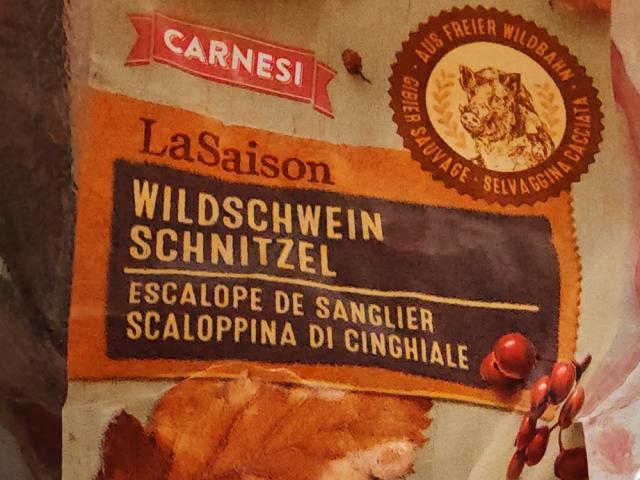 CARNESI
AUS FREIER WILDBAHN · SELVAGGINA CACCIATA · GIBIER SAUVAGE ·
LaSaison
WILDSCHWEIN
SCHNITZEL
ESCALOPE DE SANGLIER
SCALOPPINA DI CINGHIALE